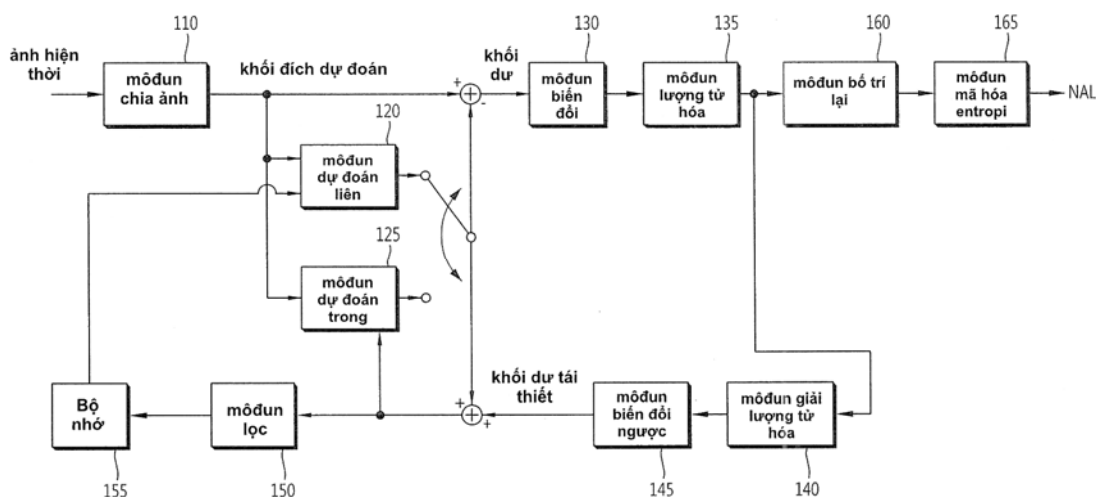 110
130
135
160
165
ảnh hiện
thời
môđun
chia ảnh
khối đích dự đoán
+
-
khối
dư
môđun
biến
đổi
môđun
lượng tử
hóa
môđun bố trí
lại
môđun
mã hóa
entropi
NAL
120
môđun
dự đoán
liên
125
môđun
dự đoán
trong
khối dư tái
thiết
+
+
Bộ
nhớ
môđun
lọc
môđun
biến đổi
ngược
môđun giải
lượng tử
hóa
155
150
145
140